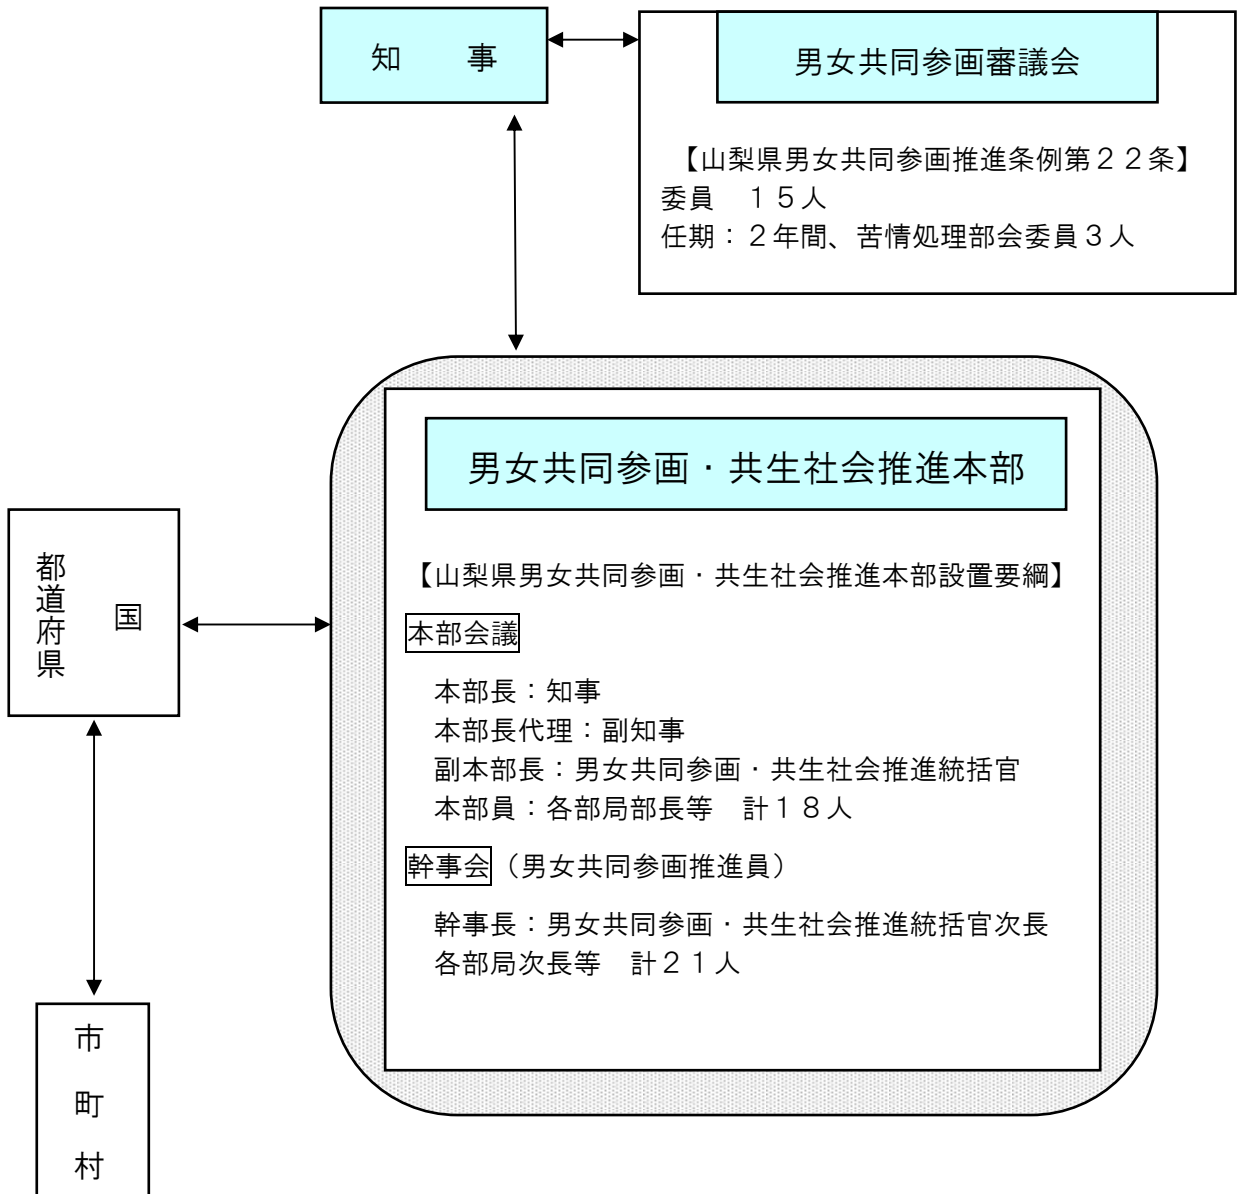 知　　事
男女共同参画審議会
【山梨県男女共同参画推進条例第２２条】
委員　１５人
任期：２年間、苦情処理部会委員３人
男女共同参画・共生社会推進本部
【山梨県男女共同参画・共生社会推進本部設置要綱】
本部会議
本部長：知事
本部長代理：副知事
副本部長：男女共同参画・共生社会推進統括官
本部員：各部局部長等　計１８人
幹事会（男女共同参画推進員）
幹事長：男女共同参画・共生社会推進統括官次長
各部局次長等　計２１人
国
都道府県
市町村